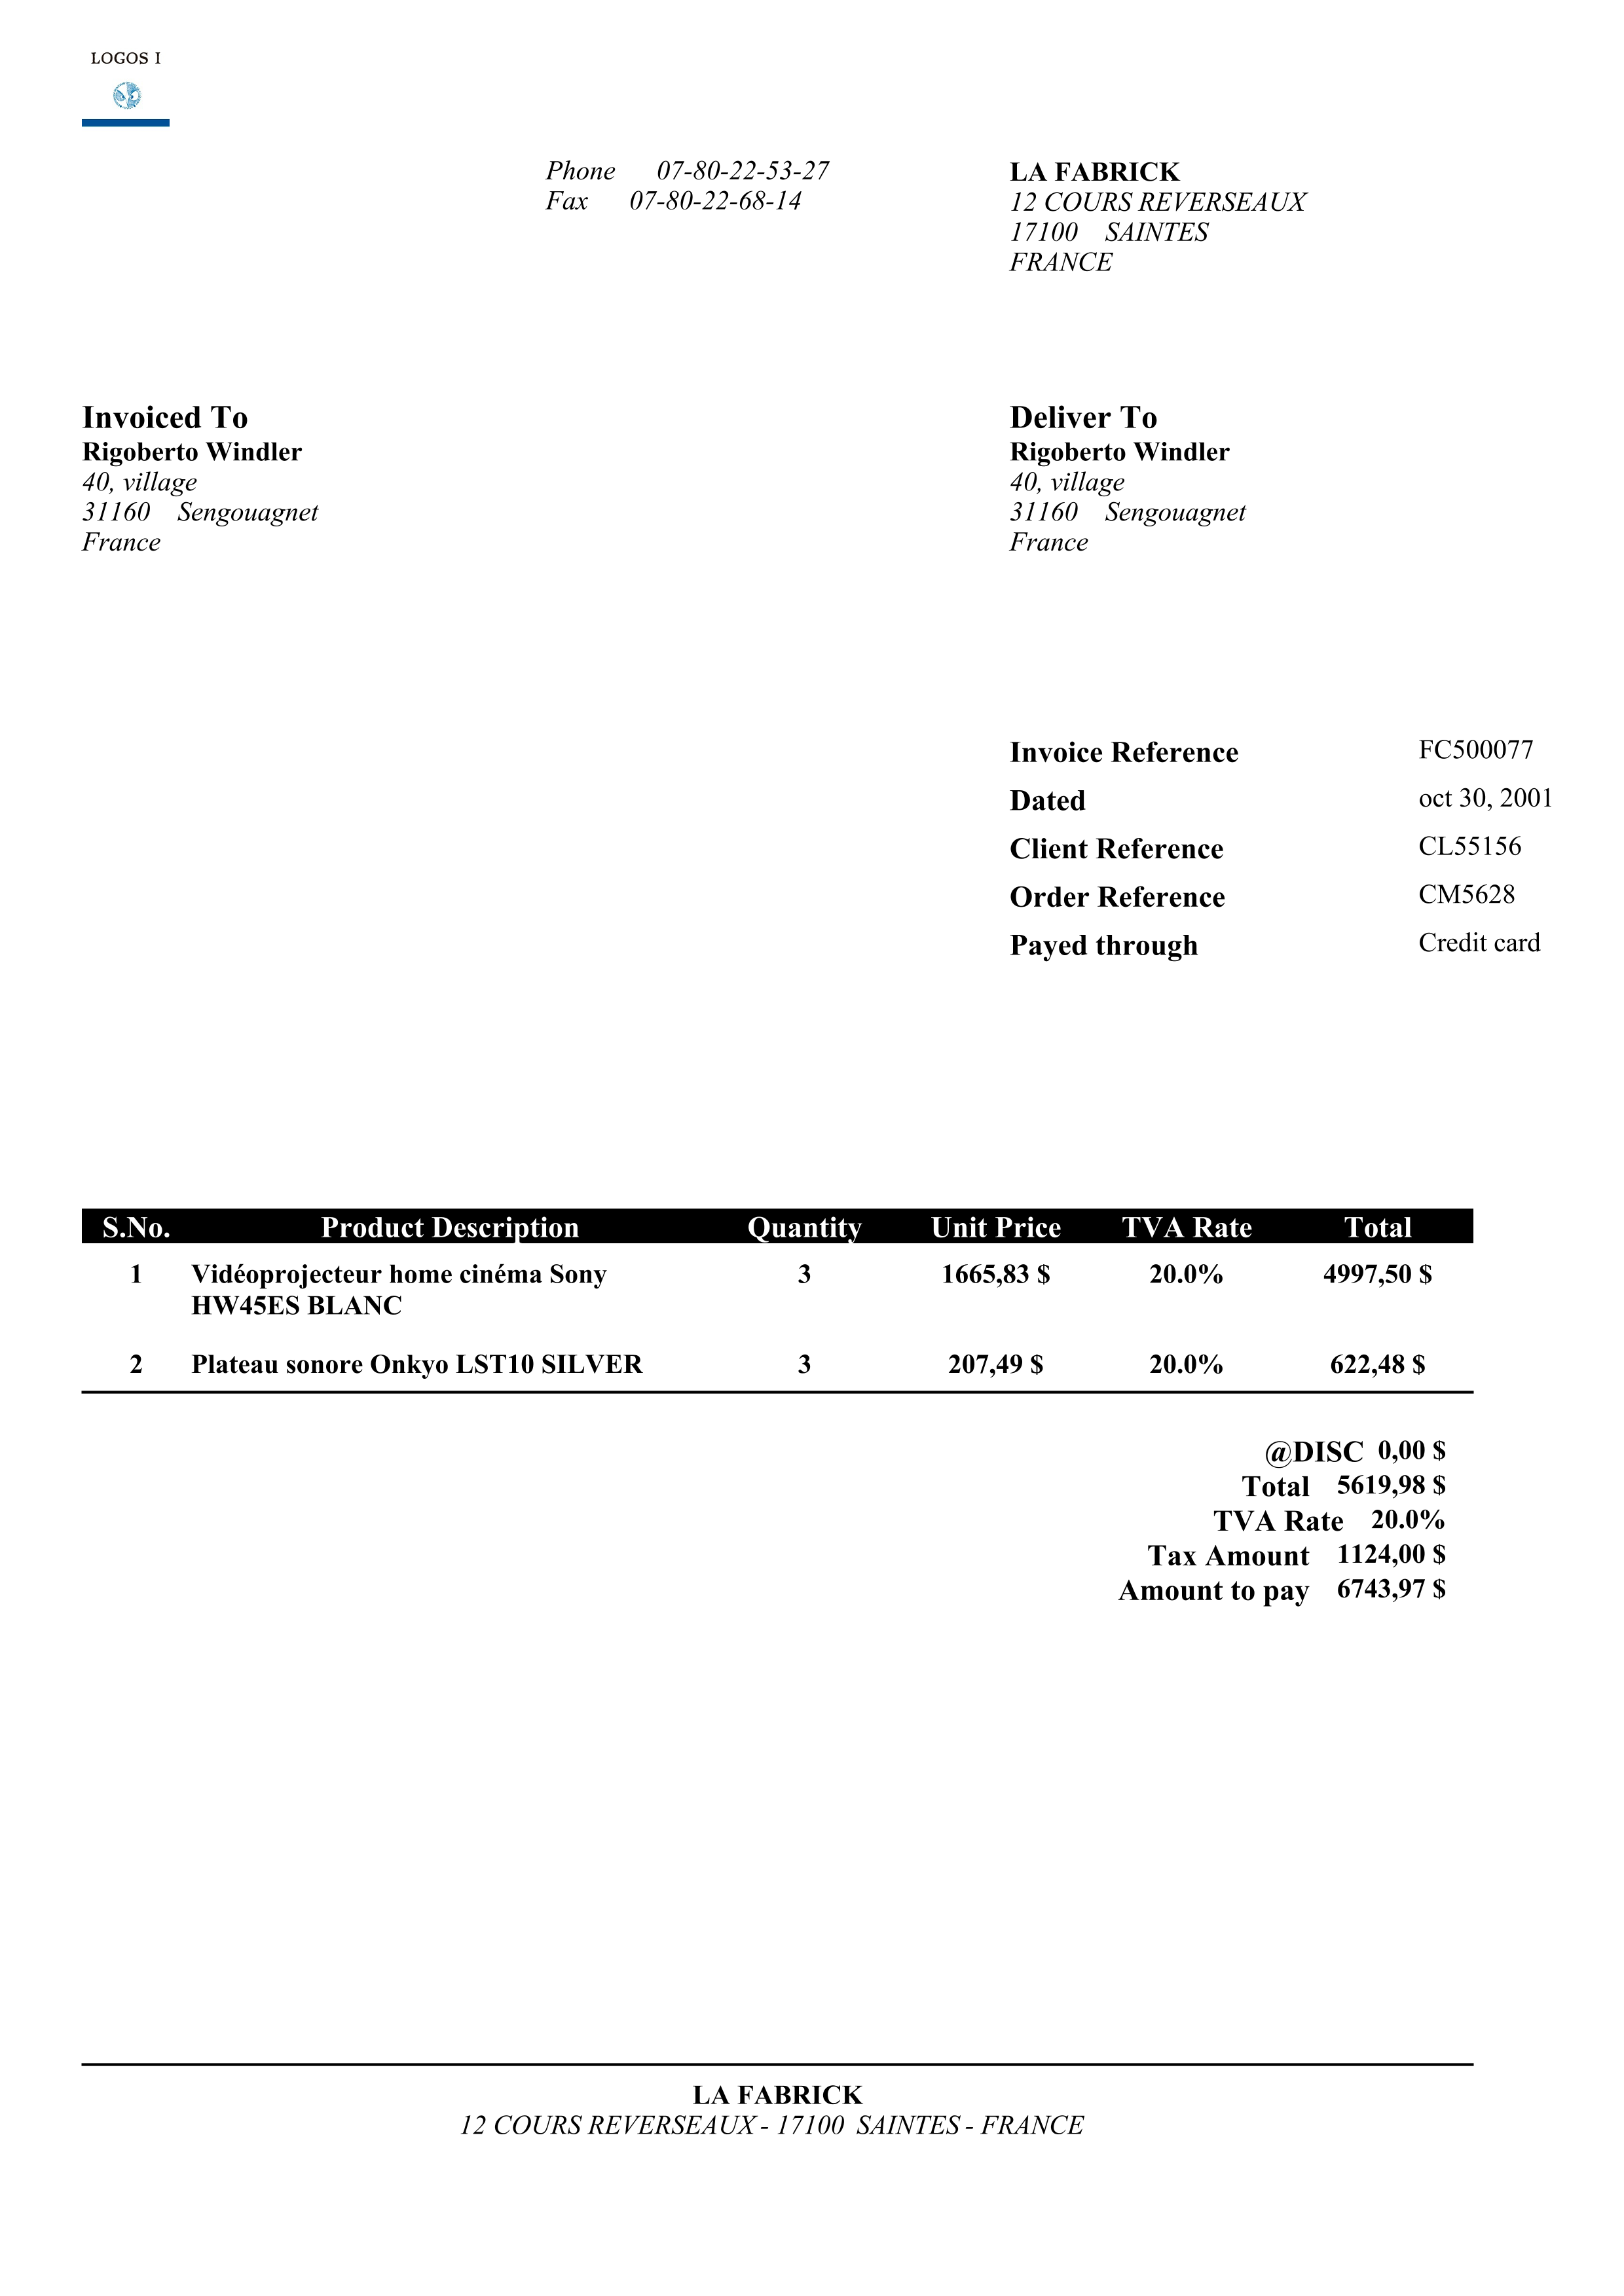 LOGOS I
Phone 07-80-22-53-27
Fax 07-80-22-68-14
LA FABRICK
12 COURS REVERSEAUX
17100 SAINTES
FRANCE
Invoiced To
Rigoberto Windler
40, village
31160 Sengouagnet
France
Deliver To
Rigoberto Windler
40, village
31160 Sengouagnet
France
Invoice Reference FC500077
Dated oct 30, 2001
Client Reference CL55156
Order Reference CM5628
Payed through Credit card
S.No. Product Description Quantity Unit Price TVA Rate Total
1 Vidéoprojecteur home cinéma Sony 3 1665,83 $ 20.0% 4997,50 $
HW45ES BLANC
2 Plateau sonore Onkyo LST10 SILVER 3 207,49 $ 20.0% 622,48 $
@DISC 0,00 $
Total 5619,98 $
TVA Rate 20.0%
Tax Amount 1124,00 $
Amount to pay 6743,97 $
LA FABRICK
12 COURS REVERSEAUX - 17100 SAINTES - FRANCE